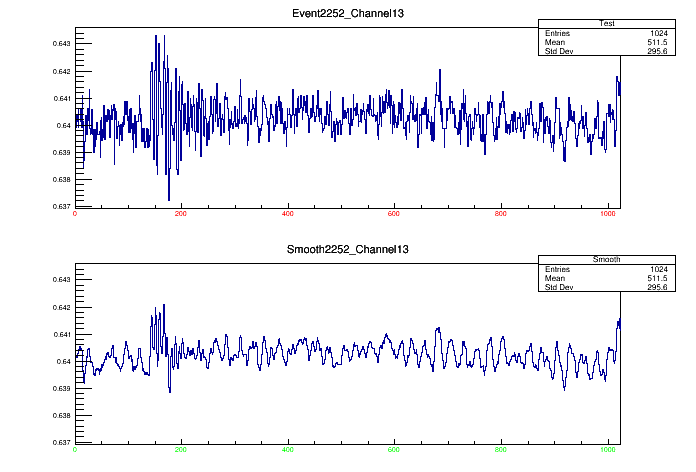 Event2252_Channel13
Test
Entries 1024
Mean 511.5
Std Dev 295.6
0.643
0.642
0.641
0.64
0.639
0.638
0.637
0 200 400 600 800 1000
Smooth2252_Channel13
Smooth
Entries 1024
Mean 511.5
Std Dev 295.6
0.643
0.642
0.641
0.64
0.639
0.638
0.637
0 200 400 600 800 1000